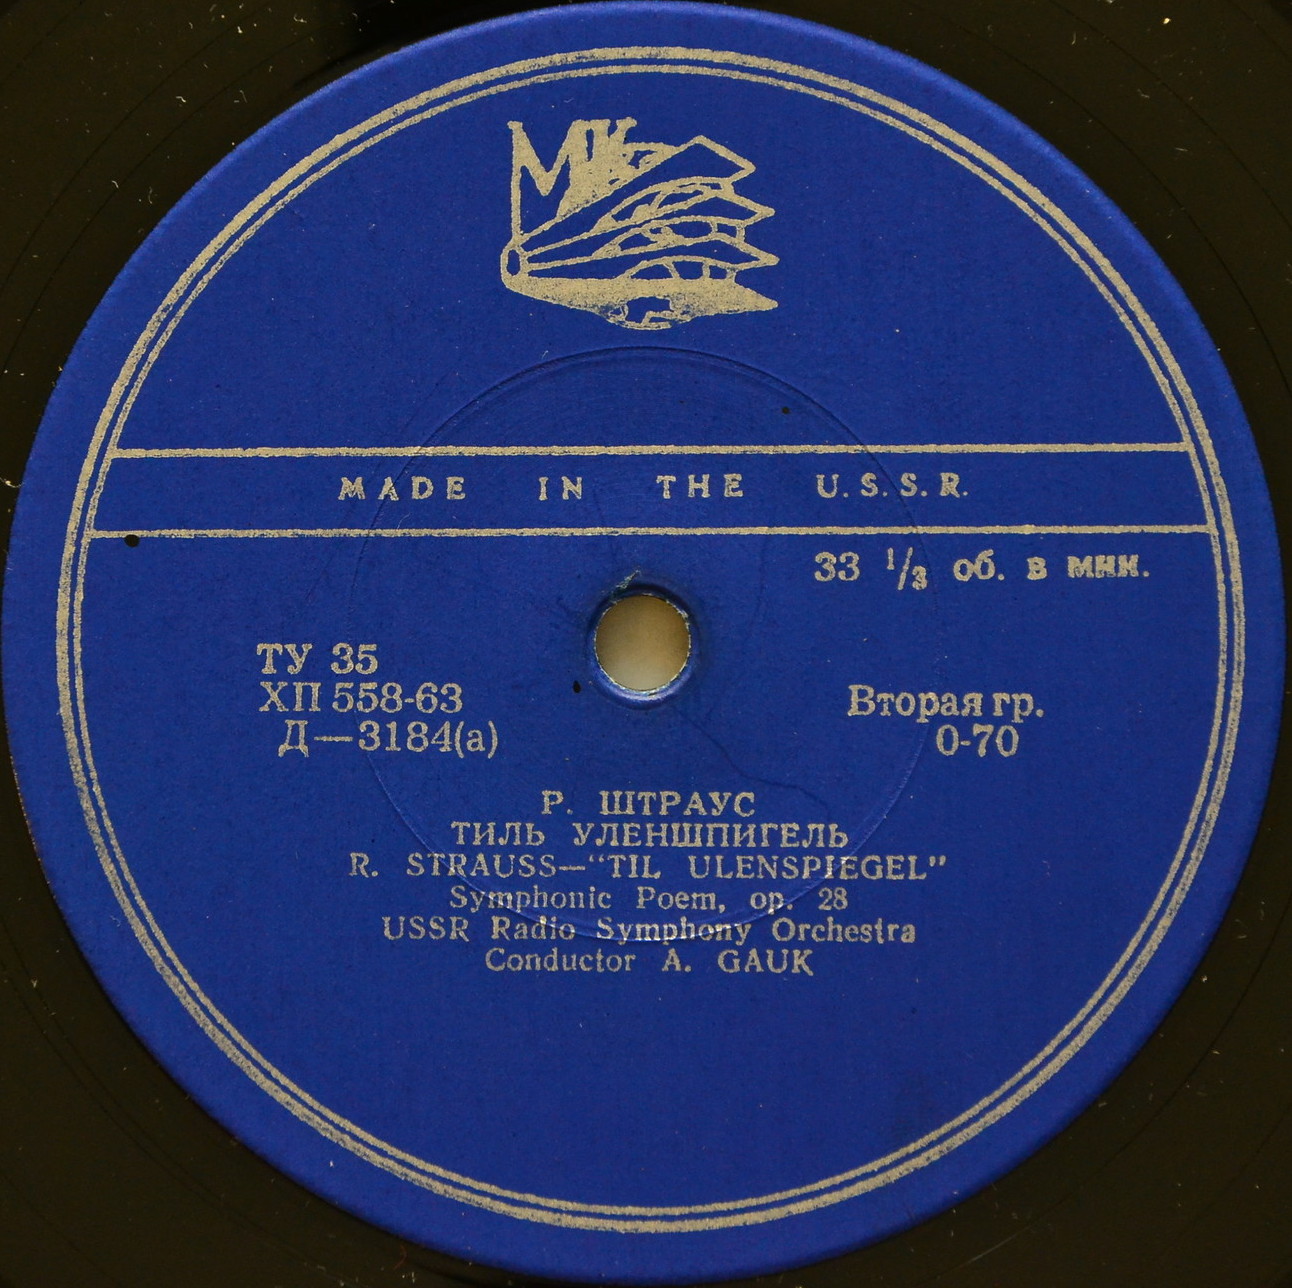 МК
MADE IN THE U.S.S.R.
33 1/3 об. в мин.
ТУ 35
ХП 558-63
Д—3184(а)
Вторая гр.
0-70
Р. ШТРАУС
ТИЛЬ УЛЕНШПИГЕЛЬ
R. STRAUSS—“TIL ULENSPIEGEL”
Symphonic Poem, op. 28
USSR Radio Symphony Orchestra
Conductor A. GAUK